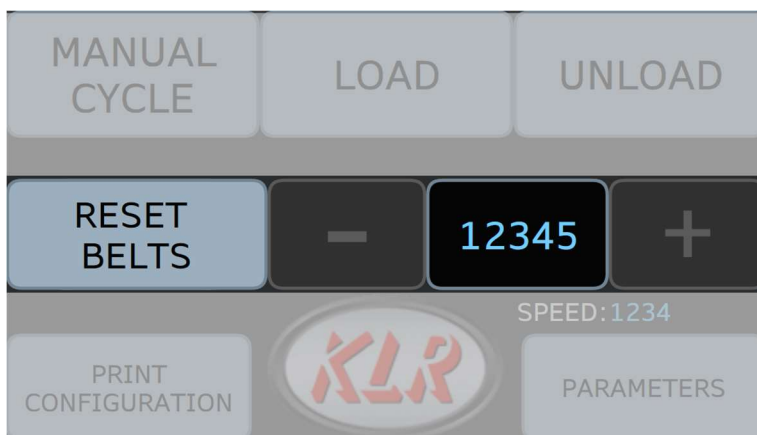 MANUAL
CYCLE
LOAD
UNLOAD
RESET
BELTS
-
12345
+
SPEED:1234
PRINT
CONFIGURATION
KLR
PARAMETERS